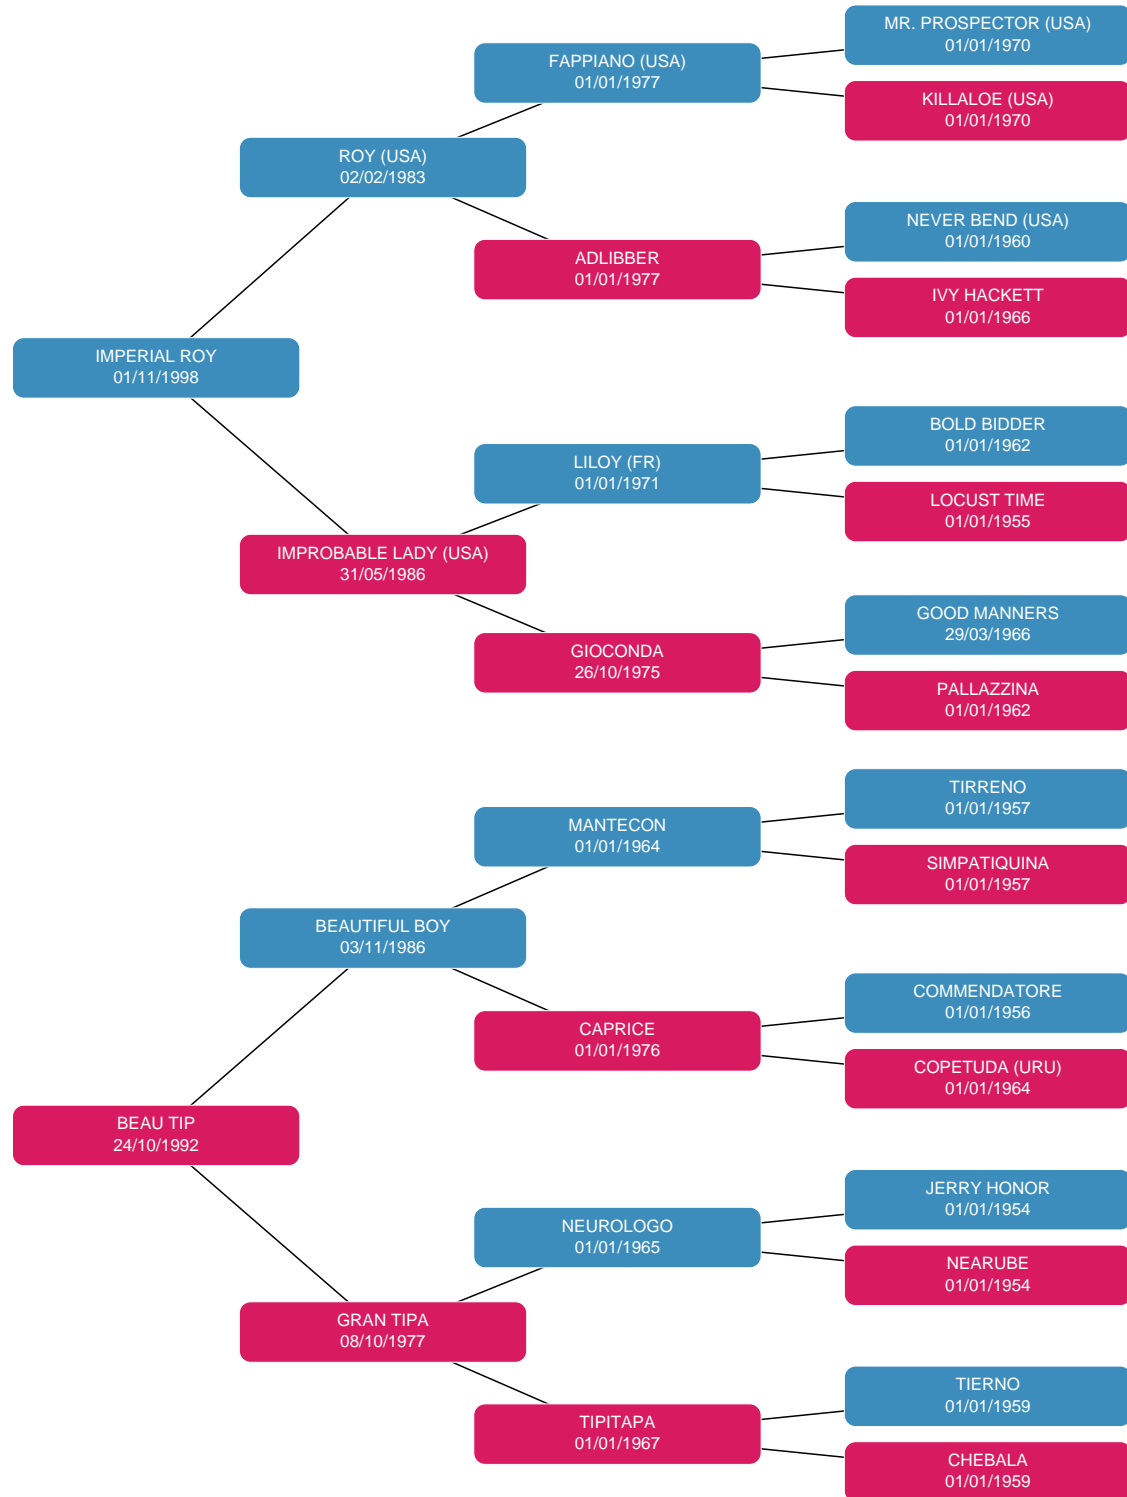 MR. PROSPECTOR (USA)
01/01/1970
FAPPIANO (USA)
01/01/1977
KILLALOE (USA)
01/01/1970
ROY (USA)
02/02/1983
NEVER BEND (USA)
01/01/1960
ADLIBBER
01/01/1977
IVY HACKETT
01/01/1966
IMPERIAL ROY
01/11/1998
BOLD BIDDER
01/01/1962
LILOY (FR)
01/01/1971
LOCUST TIME
01/01/1955
IMPROBABLE LADY (USA)
31/05/1986
GOOD MANNERS
29/03/1966
GIOCONDA
26/10/1975
PALLAZZINA
01/01/1962
TIRRENO
01/01/1957
MANTECON
01/01/1964
SIMPATIQUINA
01/01/1957
BEAUTIFUL BOY
03/11/1986
COMMENDATORE
01/01/1956
CAPRICE
01/01/1976
COPETUDA (URU)
01/01/1964
BEAU TIP
24/10/1992
JERRY HONOR
01/01/1954
NEUROLOGO
01/01/1965
NEARUBE
01/01/1954
GRAN TIPA
08/10/1977
TIERNO
01/01/1959
TIPITAPA
01/01/1967
CHEBALA
01/01/1959